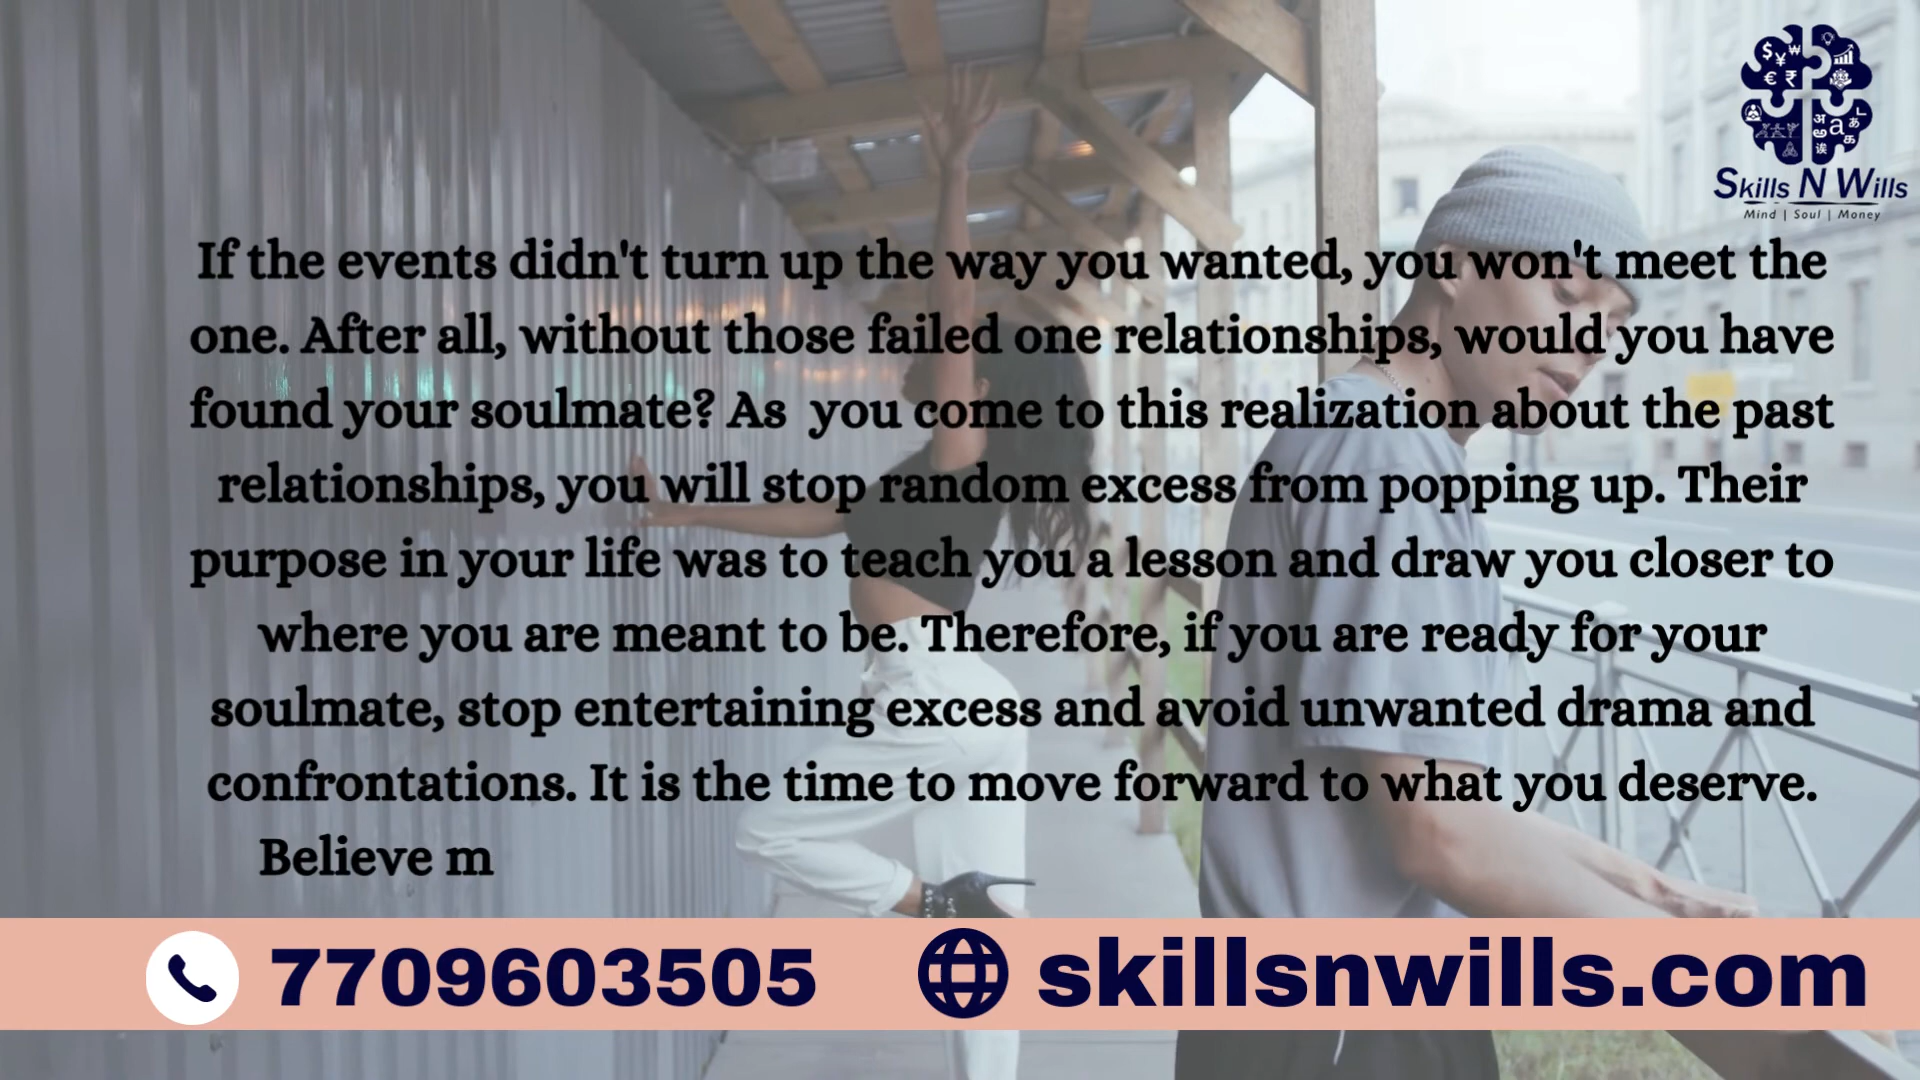 Skills N Wills
Mind | Soul | Money
If the events didn't turn up the way you wanted, you won't meet the
one. After all, without those failed one relationships, would you have
found your soulmate? As  you come to this realization about the past
relationships, you will stop random excess from popping up. Their
purpose in your life was to teach you a lesson and draw you closer to
where you are meant to be. Therefore, if you are ready for your
soulmate, stop entertaining excess and avoid unwanted drama and
confrontations. It is the time to move forward to what you deserve.
Believe m
7709603505
skillsnwills.com